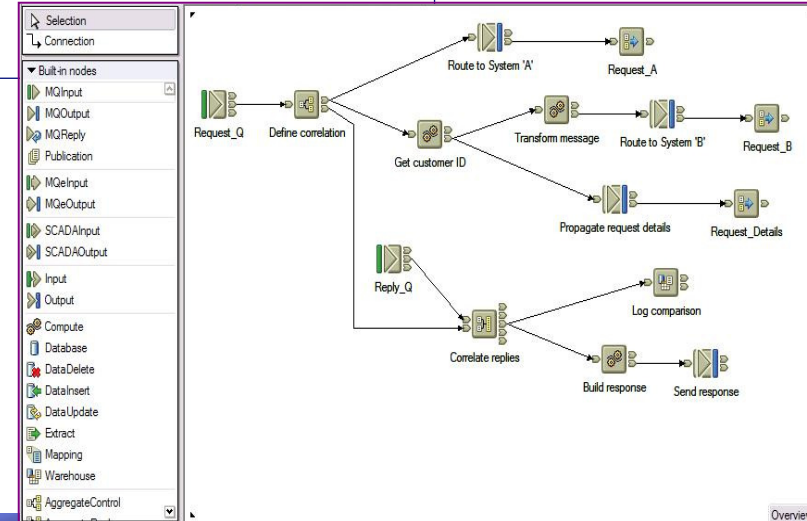 Selection
Connection
Built-in nodes
MQInput
MQOutput
MQReply
Publication
MQeInput
MQeOutput
SCADAInput
SCADAOutput
Input
Output
Compute
Database
DataDelete
DataInsert
DataUpdate
Extract
Mapping
Warehouse
AggregateControl
Request_Q
Define correlation
Route to System 'A'
Request_A
Get customer ID
Transform message
Route to System 'B'
Request_B
Propagate request details
Request_Details
Reply_Q
Correlate replies
Log comparison
Build response
Send response